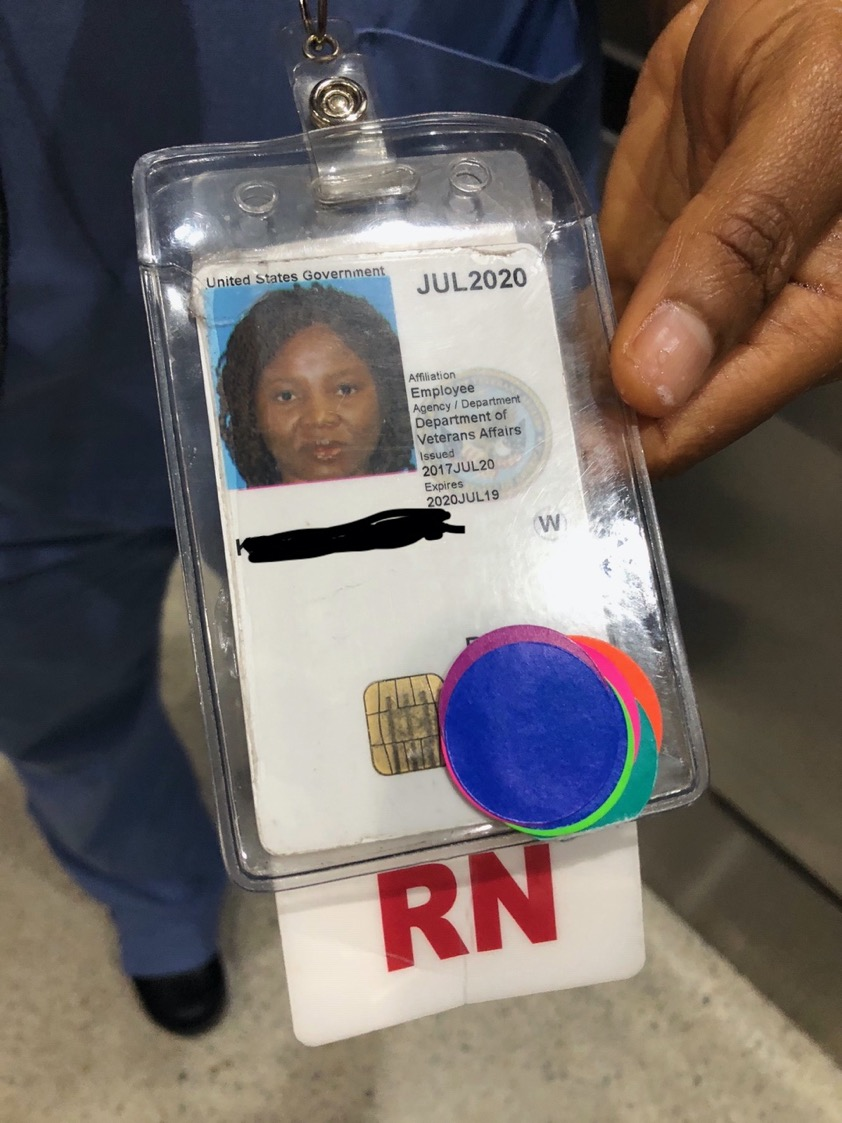 United States Government
JUL2020
Affiliation
Employee
Agency / Department
Department of
Veterans Affairs
Issued
2017JUL20
Expires
2020JUL19
W
RN